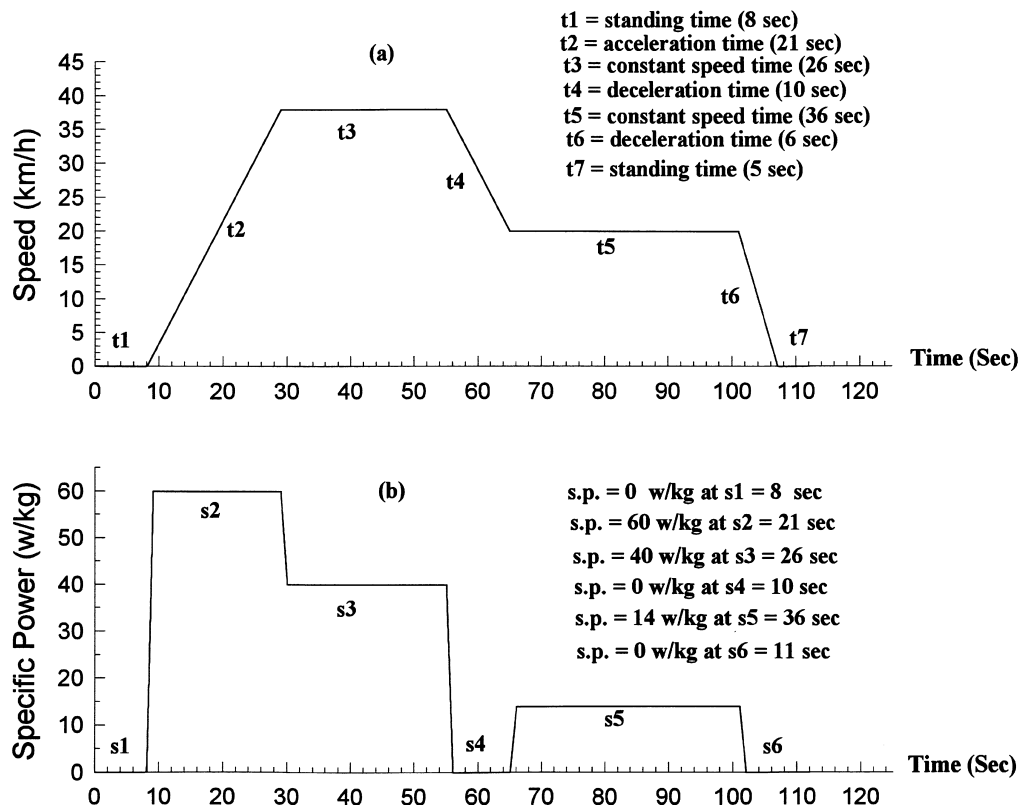 (a)
t1 = standing time (8 sec)
t2 = acceleration time (21 sec)
t3 = constant speed time (26 sec)
t4 = deceleration time (10 sec)
t5 = constant speed time (36 sec)
t6 = deceleration time (6 sec)
t7 = standing time (5 sec)
Speed (km/h)
45
40
35
30
25
20
15
10
5
0
t1
t2
t3
t4
t5
t6
t7
0 10 20 30 40 50 60 70 80 90 100 110 120
Time (Sec)
(b)
s.p. = 0 w/kg at s1 = 8 sec
s.p. = 60 w/kg at s2 = 21 sec
s.p. = 40 w/kg at s3 = 26 sec
s.p. = 0 w/kg at s4 = 10 sec
s.p. = 14 w/kg at s5 = 36 sec
s.p. = 0 w/kg at s6 = 11 sec
Specific Power (w/kg)
60
50
40
30
20
10
0
s1
s2
s3
s4
s5
s6
0 10 20 30 40 50 60 70 80 90 100 110 120
Time (Sec)